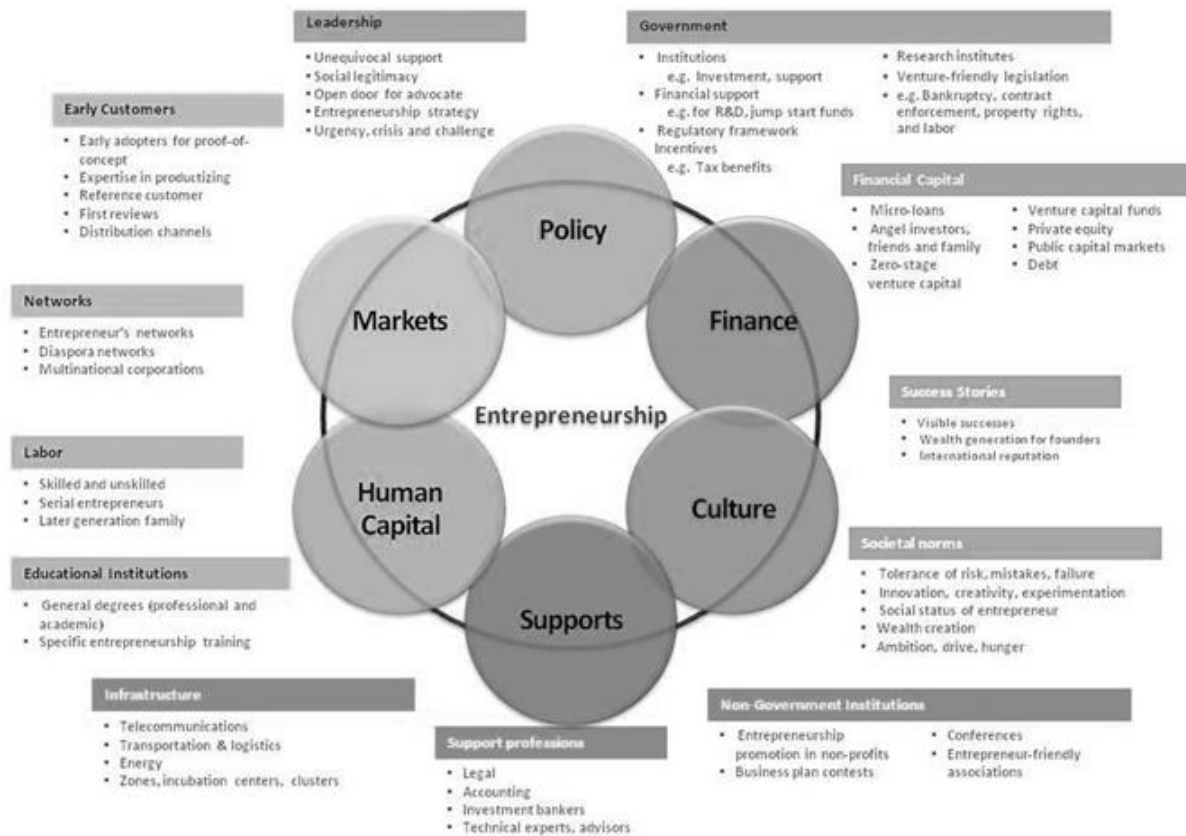 Leadership
▪ Unequivocal support
▪ Social legitimacy
▪ Open door for advocate
▪ Entrepreneurship strategy
▪ Urgency, crisis and challenge
Government
▪ Institutions
e.g. Investment, support
▪ Financial support
e.g. for R&D, jump start funds
▪ Regulatory framework
Incentives
e.g. Tax benefits
▪ Research institutes
▪ Venture-friendly legislation
▪ e.g. Bankruptcy, contract
enforcement, property rights,
and labor
Early Customers
▪ Early adopters for proof-of-
concept
▪ Expertise in productizing
▪ Reference customer
▪ First reviews
▪ Distribution channels
Financial Capital
▪ Micro-loans
▪ Angel investors,
friends and family
▪ Zero-stage
venture capital
▪ Venture capital funds
▪ Private equity
▪ Public capital markets
▪ Debt
Networks
▪ Entrepreneur's networks
▪ Diaspora networks
▪ Multinational corporations
Policy
Markets
Finance
Entrepreneurship
Human
Capital
Culture
Supports
Success Stories
▪ Visible successes
▪ Wealth generation for founders
▪ International reputation
Labor
▪ Skilled and unskilled
▪ Serial entrepreneurs
▪ Later generation family
Societal norms
▪ Tolerance of risk, mistakes, failure
▪ Innovation, creativity, experimentation
▪ Social status of entrepreneur
▪ Wealth creation
▪ Ambition, drive, hunger
Educational Institutions
▪ General degrees (professional and
academic)
▪ Specific entrepreneurship training
Infrastructure
▪ Telecommunications
▪ Transportation & logistics
▪ Energy
▪ Zones, incubation centers, clusters
Support professions
▪ Legal
▪ Accounting
▪ Investment bankers
▪ Technical experts, advisors
Non-Government Institutions
▪ Entrepreneurship
promotion in non-profits
▪ Business plan contests
▪ Conferences
▪ Entrepreneur-friendly
associations